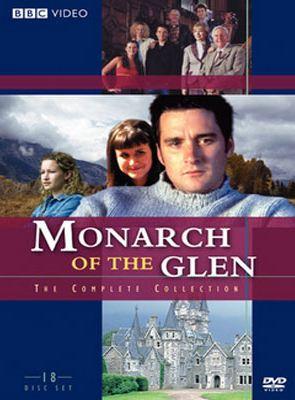 BBC VIDEO
MONARCH
OF THE GLEN
THE COMPLETE COLLECTION
18
DISC SET
DVD
VIDEO